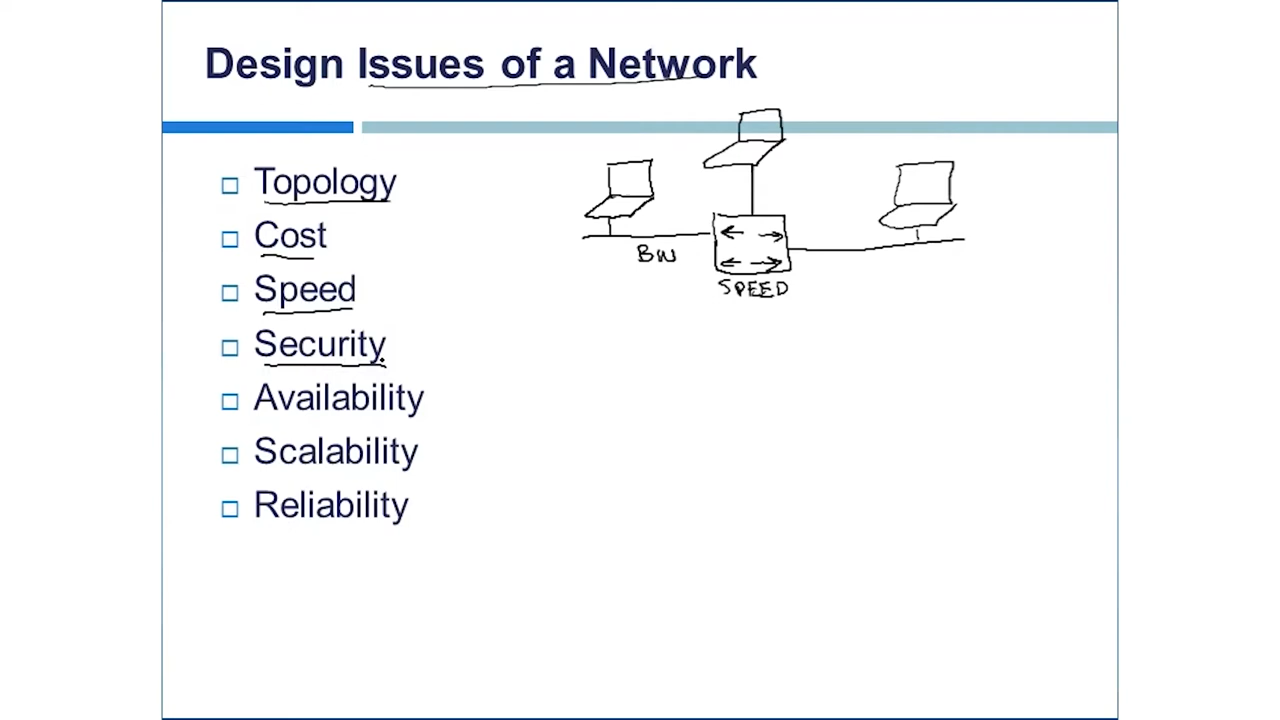 Design Issues of a Network
Topology
Cost
Speed
Security
Availability
Scalability
Reliability
BW
SPEED